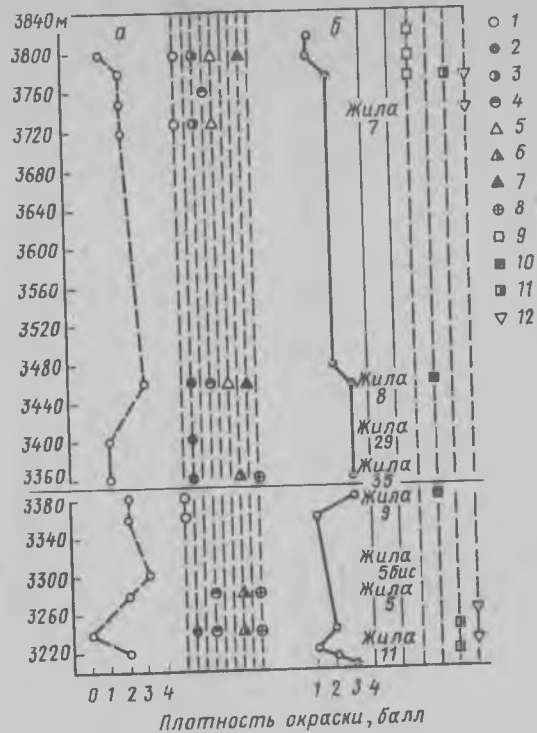 3840 м
а
б
1
3800
2
3760
3
Жила
7
4
3720
5
3680
6
3640
7
3600
8
3560
9
3520
10
3480
11
Жила
8
12
3440
Жила
29
3400
Жила
35
3360
Жила
9
3380
3360
Жила
5бис
3300
Жила
5
3260
Жила
11
3220
0 1 2 3 4
1 2 3 4
Плотность окраски, балл